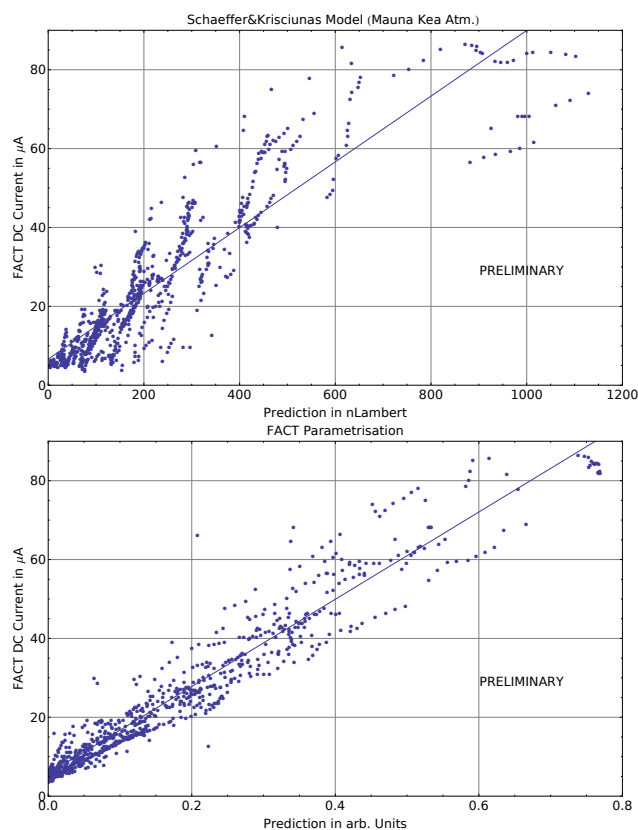 Schaeffer&Krisciunas Model (Mauna Kea Atm.)
80
60
40
20
0
FACT DC Current in µA
PRELIMINARY
0 200 400 600 800 1000 1200
Prediction in nLambert
FACT Parametrisation
80
60
40
20
0
FACT DC Current in µA
PRELIMINARY
0.0 0.2 0.4 0.6 0.8
Prediction in arb. Units